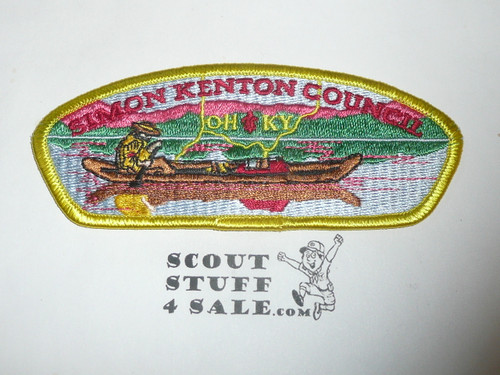 SIMON KENTON COUNCIL
OH KY
SCOUT
STUFF
4 SALE.com